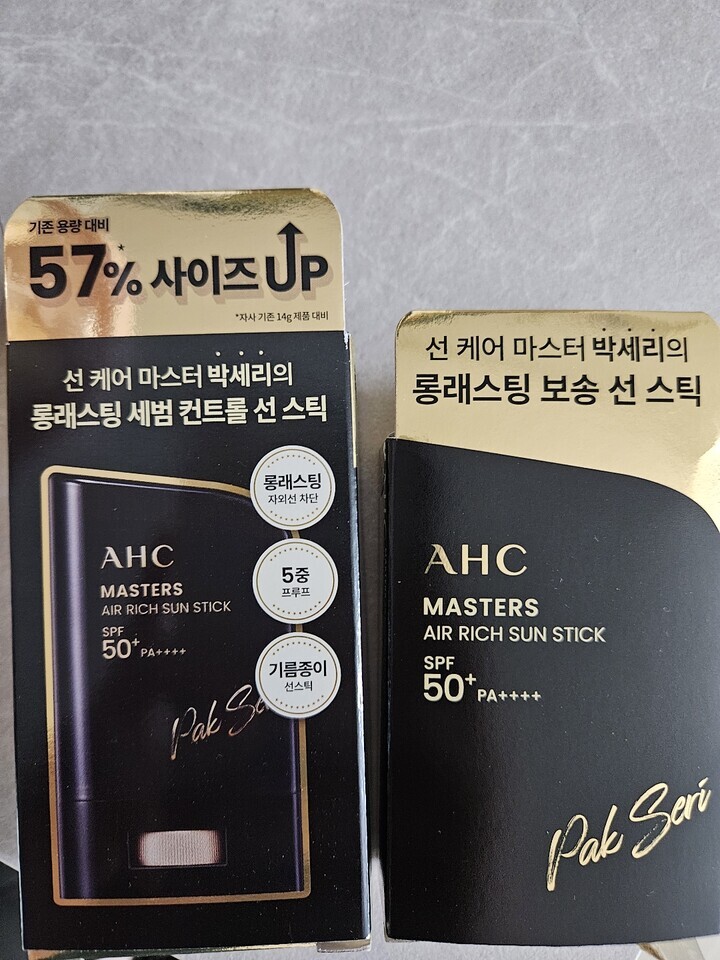 기존 용량 대비
57%* 사이즈 UP
*자사 기존 14g 제품 대비
선 케어 마스터 박세리의
롱래스팅 세범 컨트롤 선 스틱
롱래스팅
자외선 차단
5중
프루프
기름종이
선스틱
AHC
MASTERS
AIR RICH SUN STICK
SPF
50+ PA++++
Pak Se
선 케어 마스터 박세리의
롱래스팅 보송 선 스틱
AHC
MASTERS
AIR RICH SUN STICK
SPF
50+ PA++++
Pak Seri